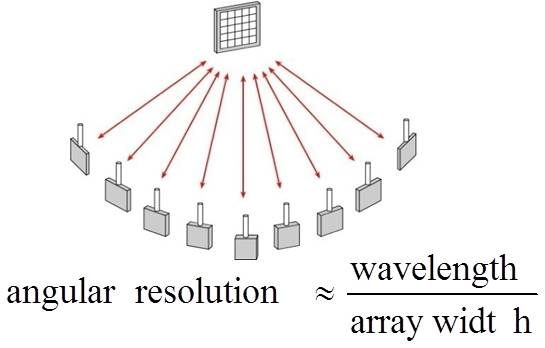 angular resolution ≈ wavelength
array widt h